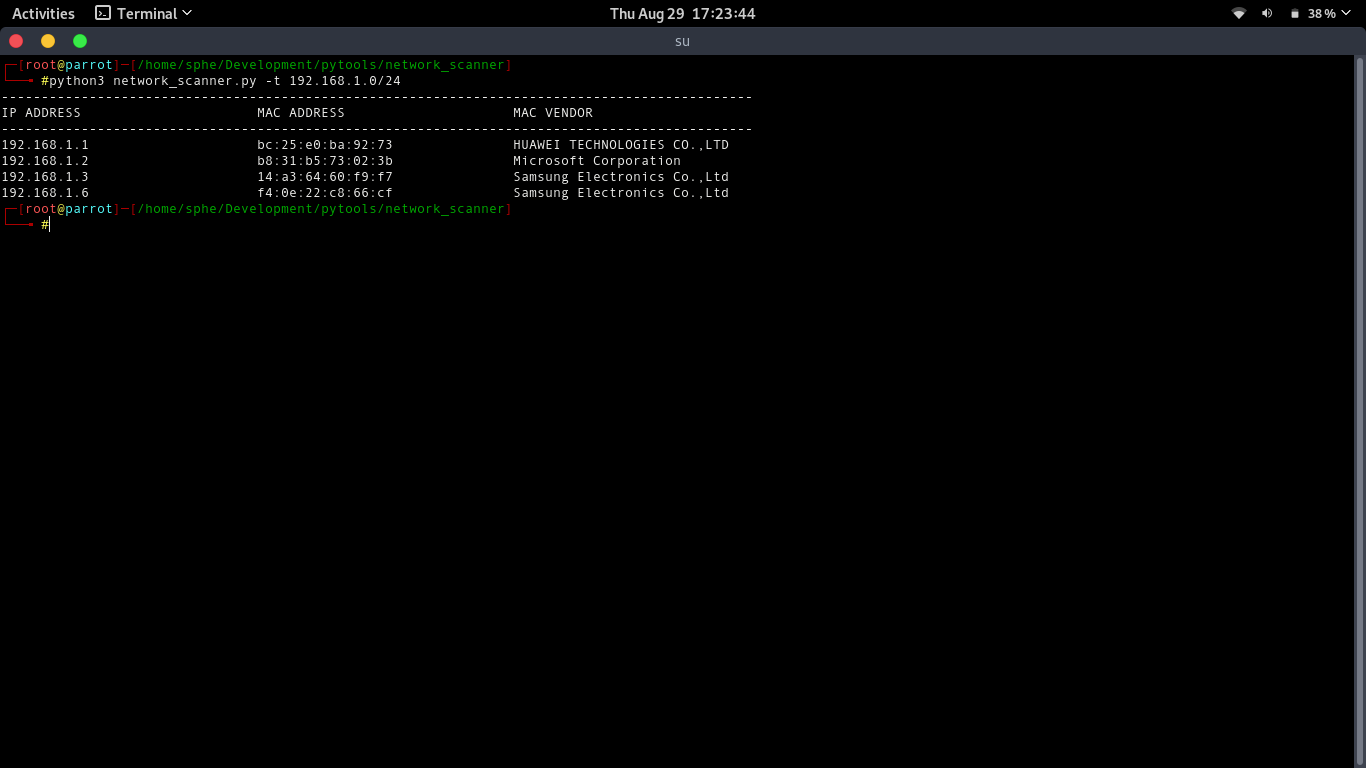 Activities Terminal Thu Aug 29 17:23:44 38 %
su
┌─[root@parrot]─[/home/sphe/Development/pytools/network_scanner]
└──╼ #python3 network_scanner.py -t 192.168.1.0/24
----------------------------------------------------------------------------------------------
IP ADDRESS MAC ADDRESS MAC VENDOR
----------------------------------------------------------------------------------------------
192.168.1.1 bc:25:e0:ba:92:73 HUAWEI TECHNOLOGIES CO.,LTD
192.168.1.2 b8:31:b5:73:02:3b Microsoft Corporation
192.168.1.3 14:a3:64:60:f9:f7 Samsung Electronics Co.,Ltd
192.168.1.6 f4:0e:22:c8:66:cf Samsung Electronics Co.,Ltd
┌─[root@parrot]─[/home/sphe/Development/pytools/network_scanner]
└──╼ #